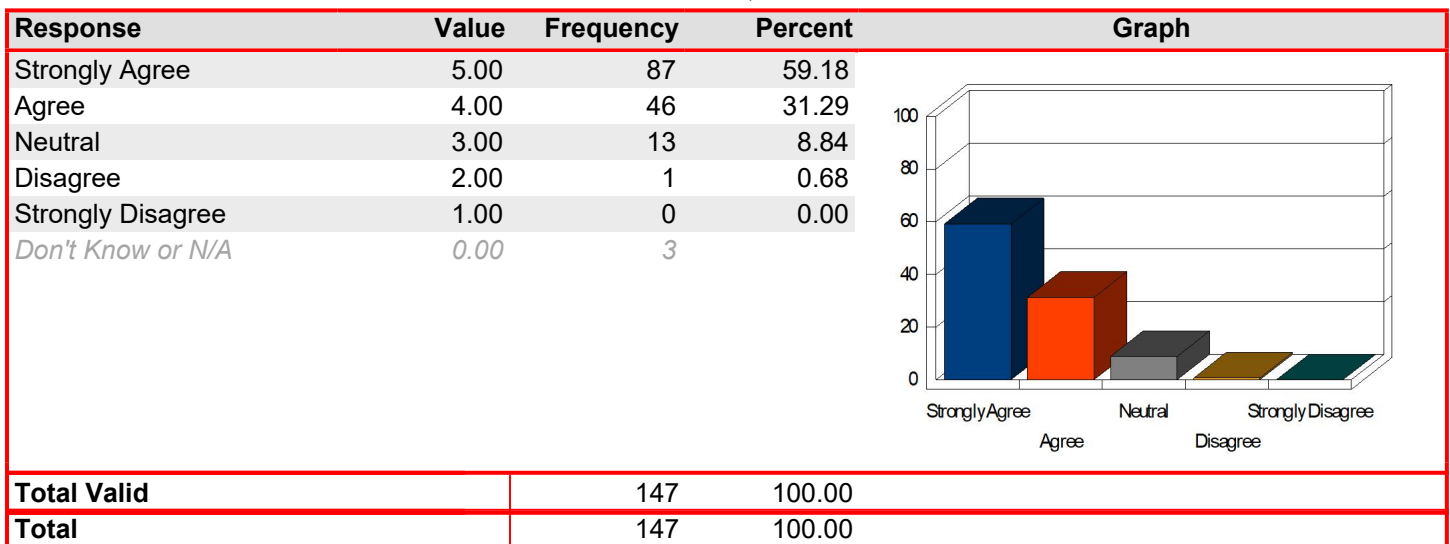 Response Value Frequency Percent Graph
Strongly Agree 5.00 87 59.18
Agree 4.00 46 31.29
Neutral 3.00 13 8.84
Disagree 2.00 1 0.68
Strongly Disagree 1.00 0 0.00
Don't Know or N/A 0.00 3
100
80
60
40
20
0
Strongly Agree Neutral Strongly Disagree
Agree Disagree
Total Valid 147 100.00
Total 147 100.00